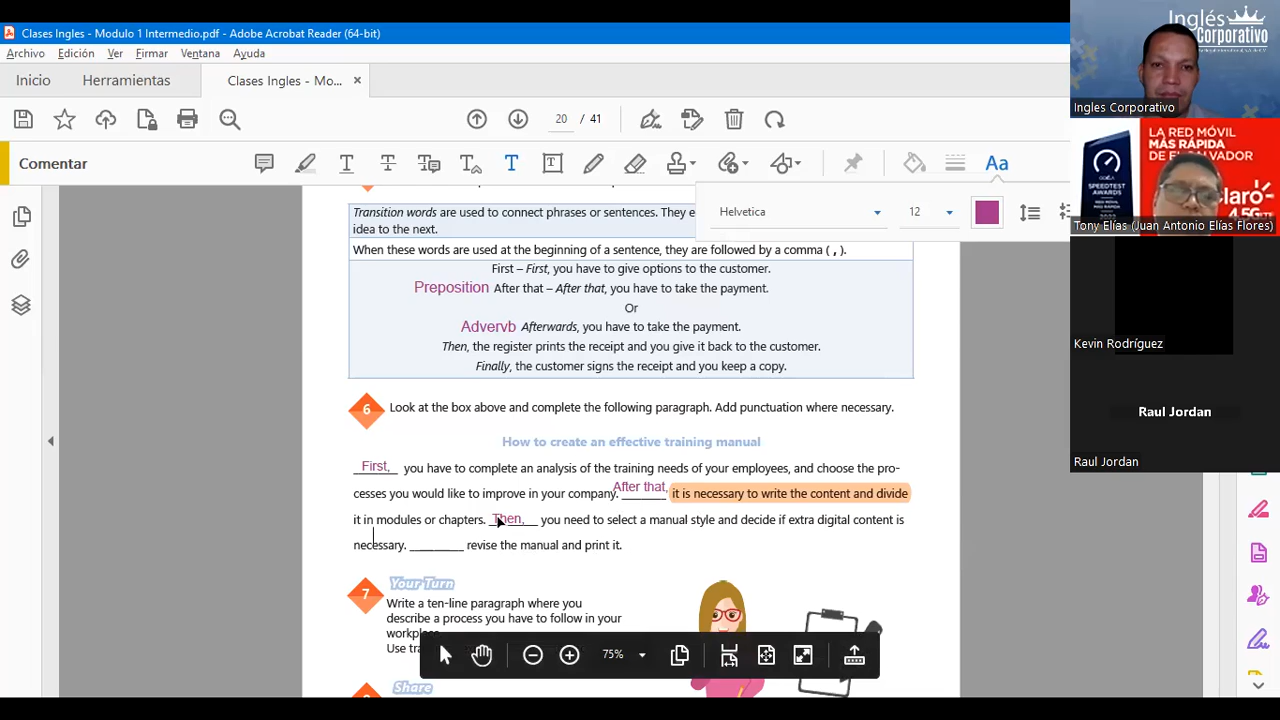 Clases Ingles - Modulo 1 Intermedio.pdf - Adobe Acrobat Reader (64-bit)
Archivo Edición Ver Firmar Ventana Ayuda
Inicio Herramientas Clases Ingles - Mo... ×
20 / 41
Comentar
Aa
Helvetica 12
Transition words are used to connect phrases or sentences. They e
idea to the next.
When these words are used at the beginning of a sentence, they are followed by a comma ( , ).
First – First, you have to give options to the customer.
Preposition After that – After that, you have to take the payment.
Or
Advervb Afterwards, you have to take the payment.
Then, the register prints the receipt and you give it back to the customer.
Finally, the customer signs the receipt and you keep a copy.
6 Look at the box above and complete the following paragraph. Add punctuation where necessary.
How to create an effective training manual
First, you have to complete an analysis of the training needs of your employees, and choose the pro-
cesses you would like to improve in your company. After that, it is necessary to write the content and divide
it in modules or chapters. Then, you need to select a manual style and decide if extra digital content is
necessary. _________ revise the manual and print it.
7 Your Turn
Write a ten-line paragraph where you
describe a process you have to follow in your
workplace
Use tra
75%
Share
Inglés
Corporativo
Ingles Corporativo
SPEEDTEST
AWARDS
LA RED MÓVIL
MÁS RÁPIDA
DE EL SALVADOR
Claro
4.5G
Tony Elías (Juan Antonio Elías Flores)
Kevin Rodríguez
Raul Jordan
Raul Jordan